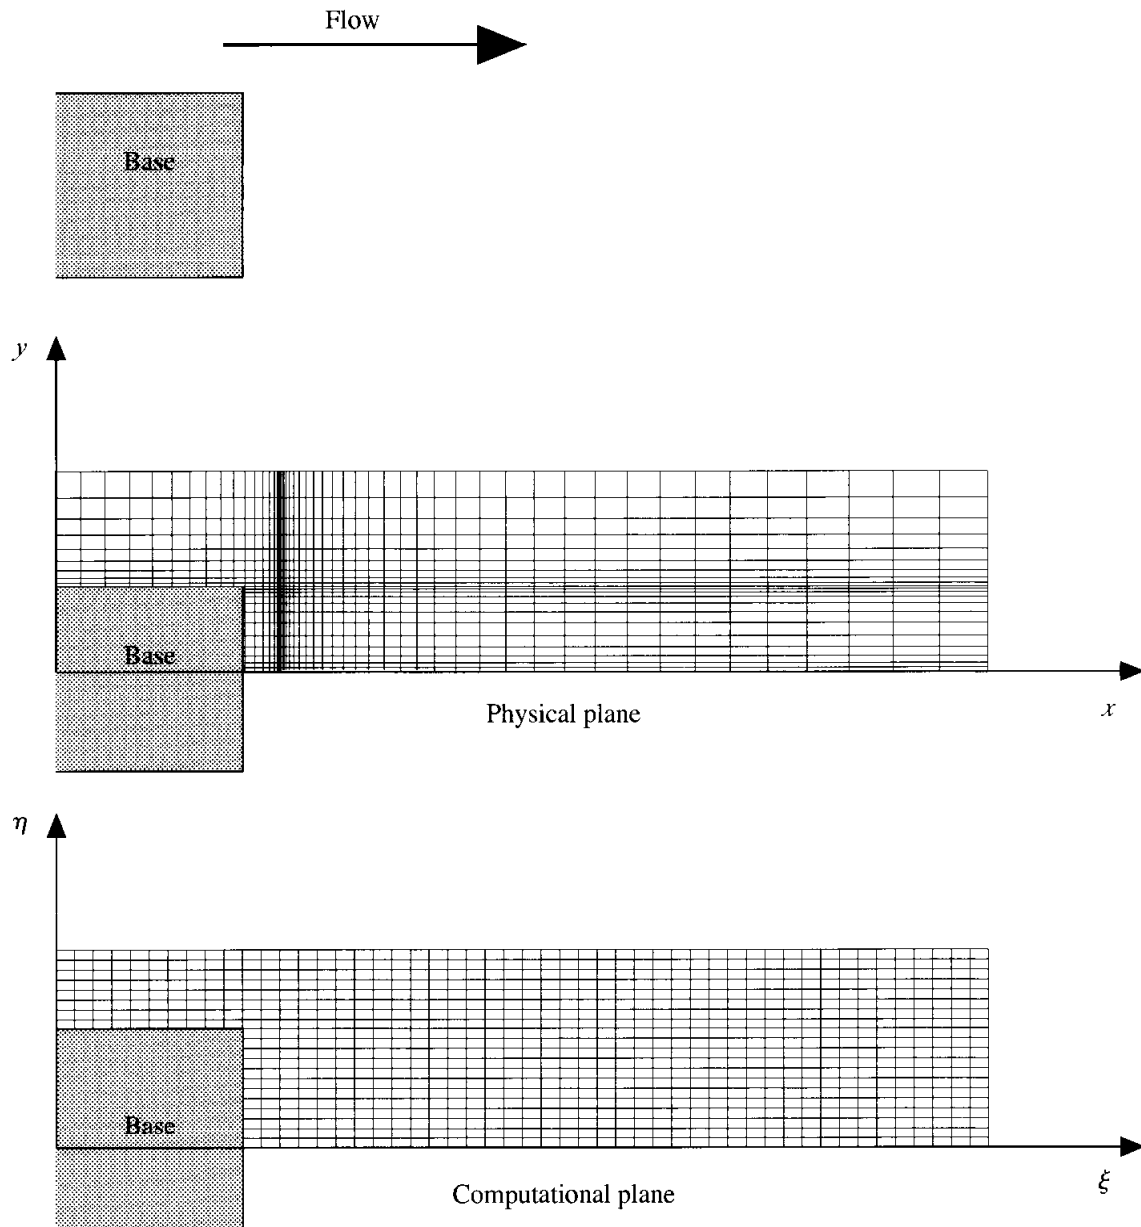 Flow
Base
y
Base
Physical plane
x
η
Base
Computational plane
ξ